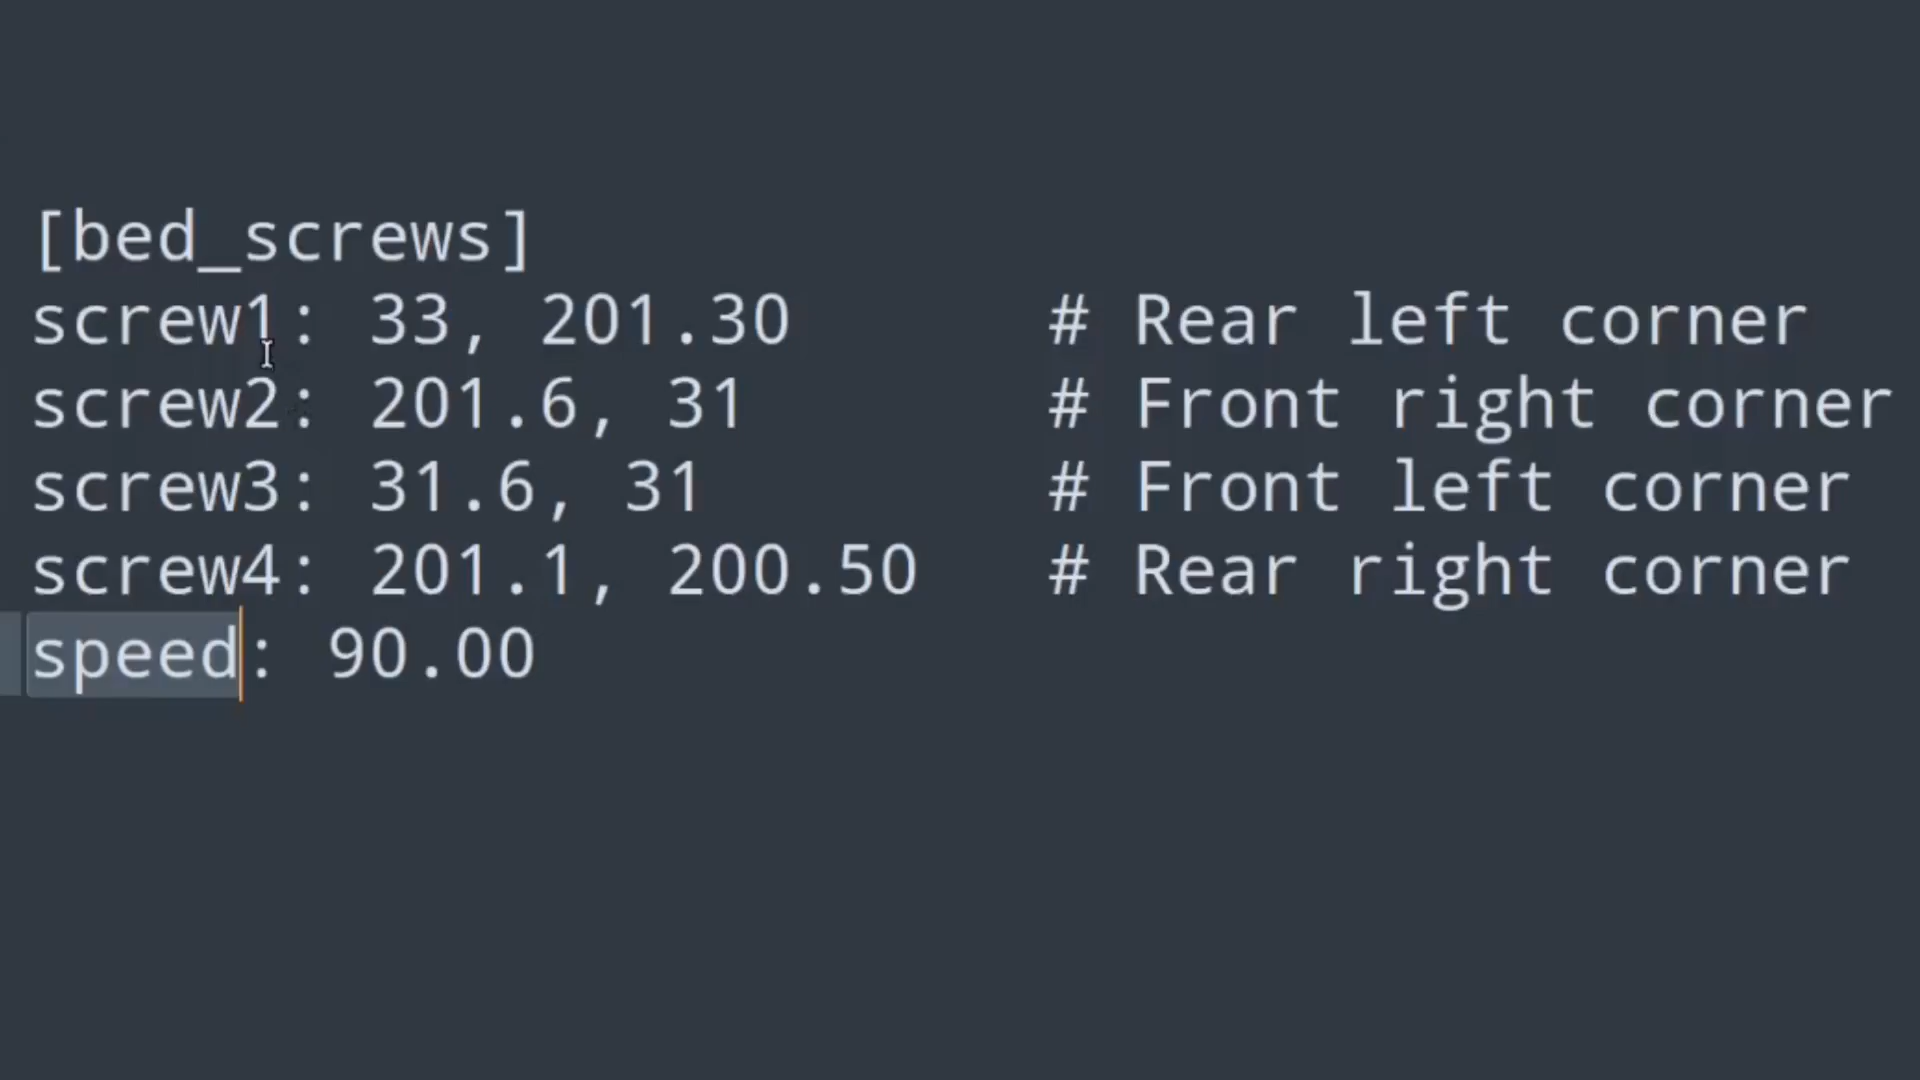 [bed_screws]
screw1: 33, 201.30 # Rear left corner
screw2: 201.6, 31 # Front right corner
screw3: 31.6, 31 # Front left corner
screw4: 201.1, 200.50 # Rear right corner
speed: 90.00